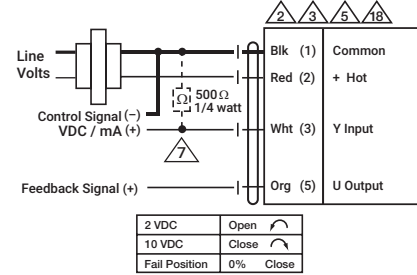 2 3 5 18
Line
Volts
Blk (1) Common
Red (2) + Hot
Ω 500Ω
1/4 watt
Control Signal (−)
VDC / mA (+)
Wht (3) Y Input
7
Feedback Signal (+)
Org (5) U Output
2 VDC Open
10 VDC Close
Fail Position 0% Close